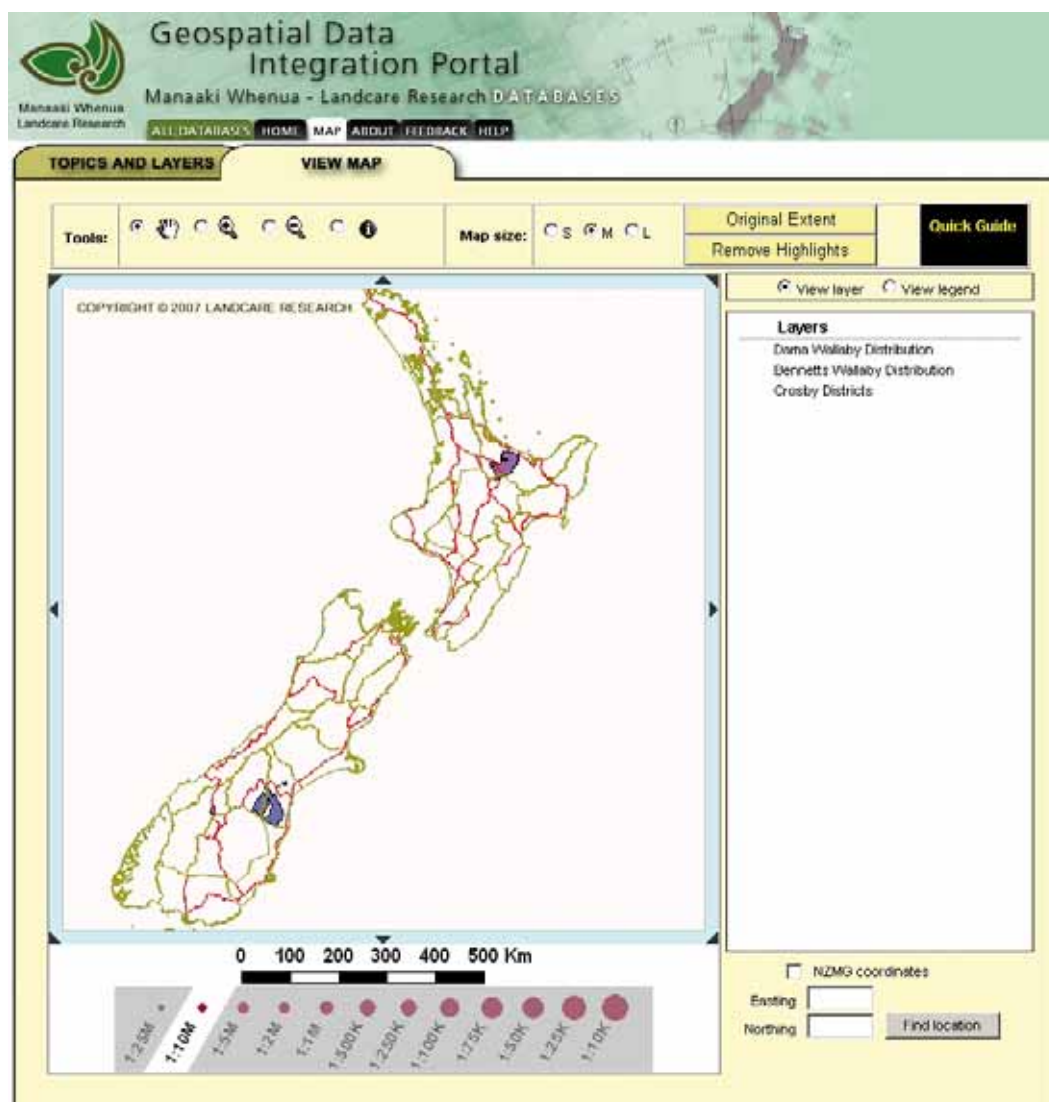 Geospatial Data
Integration Portal
Manaaki Whenua
Landcare Research
Manaaki Whenua - Landcare Research DATABASES
ALL DATABASES HOME MAP ABOUT FEEDBACK HELP
TOPICS AND LAYERS VIEW MAP
Tools: Map size: S M L Original Extent Quick Guide
Remove Highlights
View layer View legend
COPYRIGHT © 2007 LANDCARE RESEARCH
Layers
Dama Wallaby Distribution
Bennetts Wallaby Distribution
Crosby Districts
0 100 200 300 400 500 Km
1:25M 1:10M 1:5M 1:2M 1:1M 1:500K 1:250K 1:100K 1:75K 1:50K 1:25K 1:10K
NZMG coordinates
Easting
Northing Find location